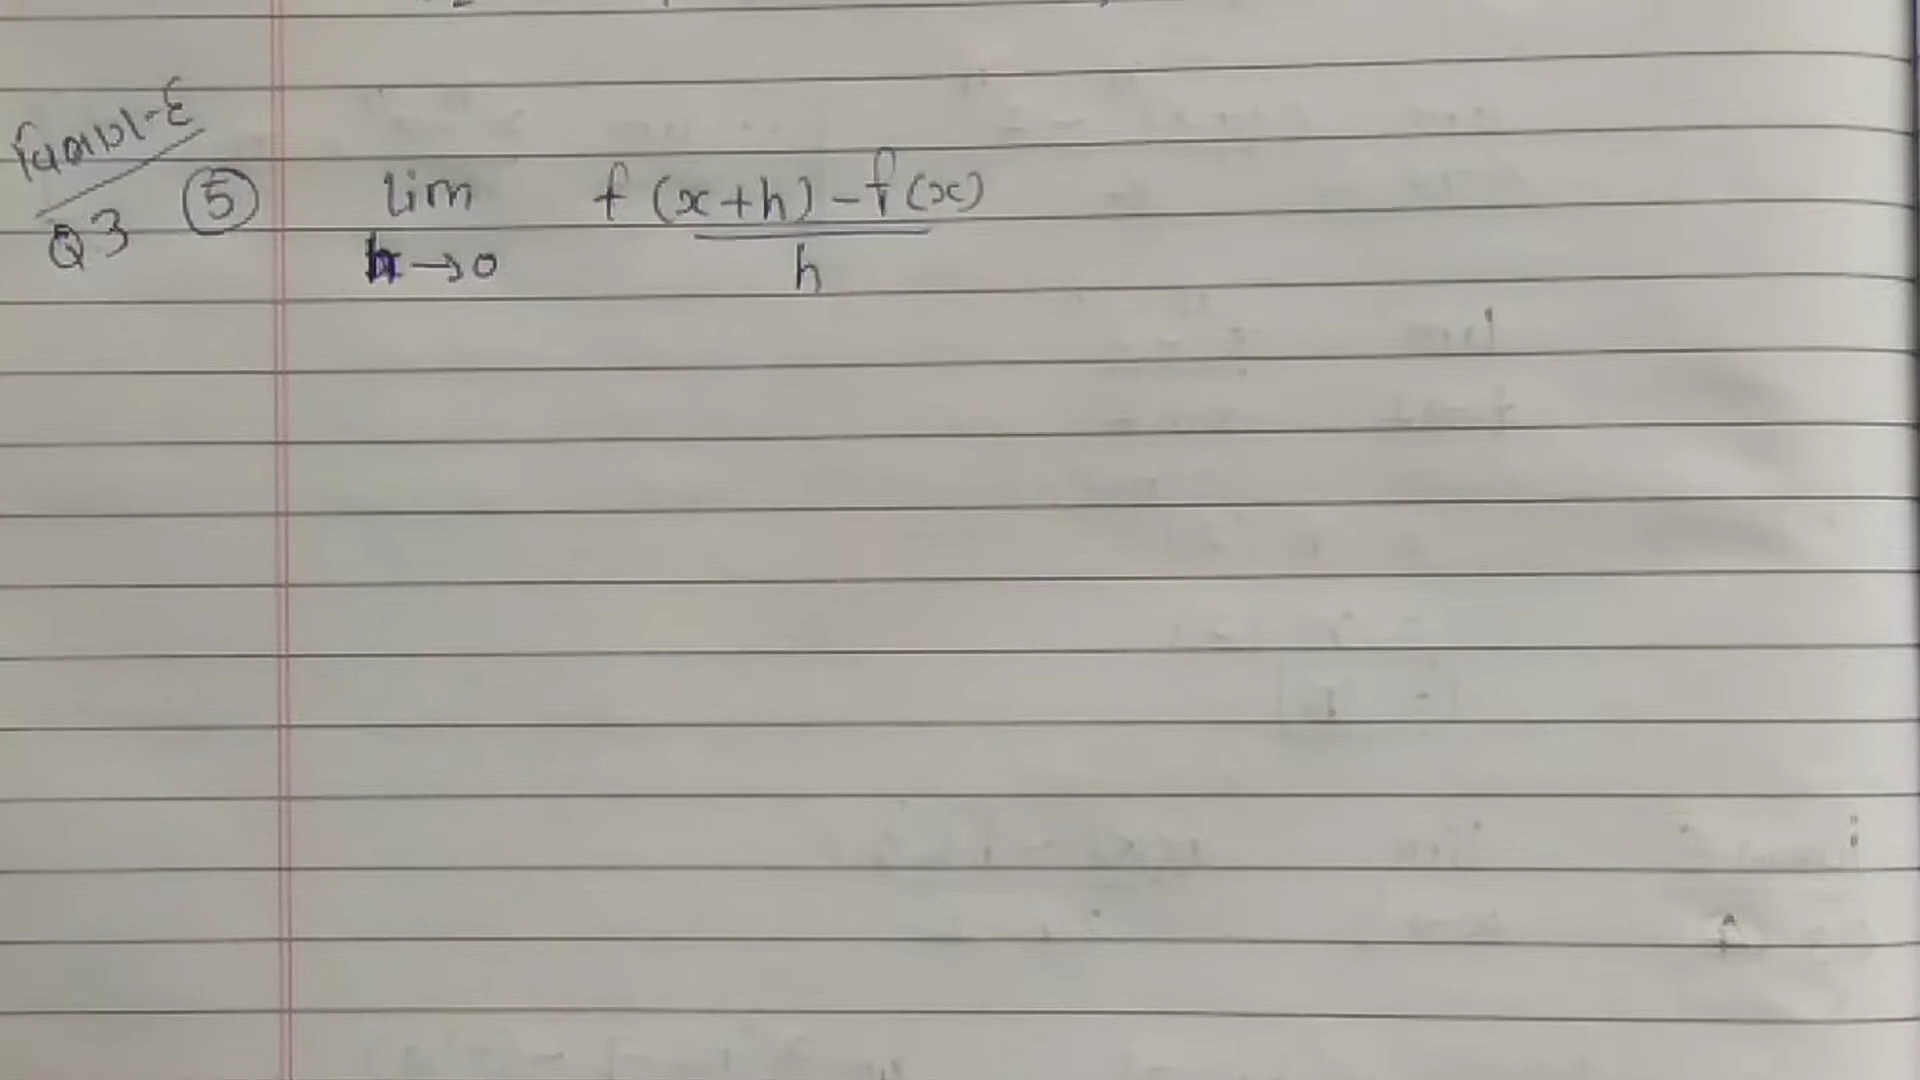 Q3 ⑤ lim f(x+h)-f(x)
h→0 h